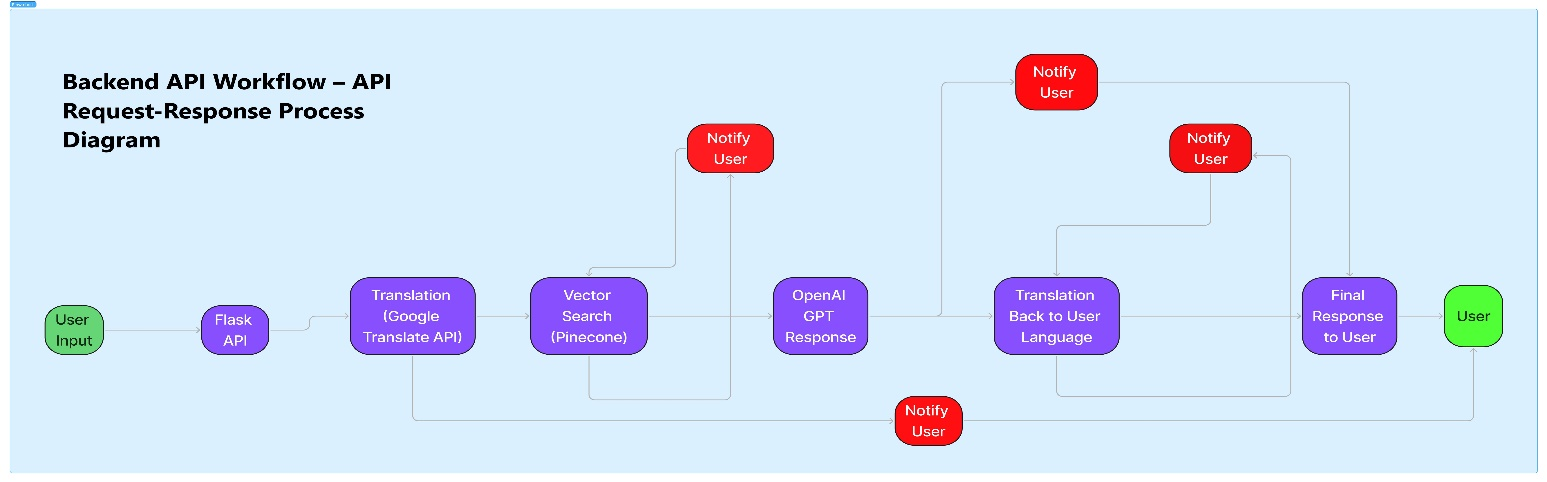 Backend API Workflow – API
Request-Response Process
Diagram
Notify
User
Notify
User
Notify
User
User
Input
Flask
API
Translation
(Google
Translate API)
Vector
Search
(Pinecone)
OpenAI
GPT
Response
Translation
Back to User
Language
Final
Response
to User
User
Notify
User